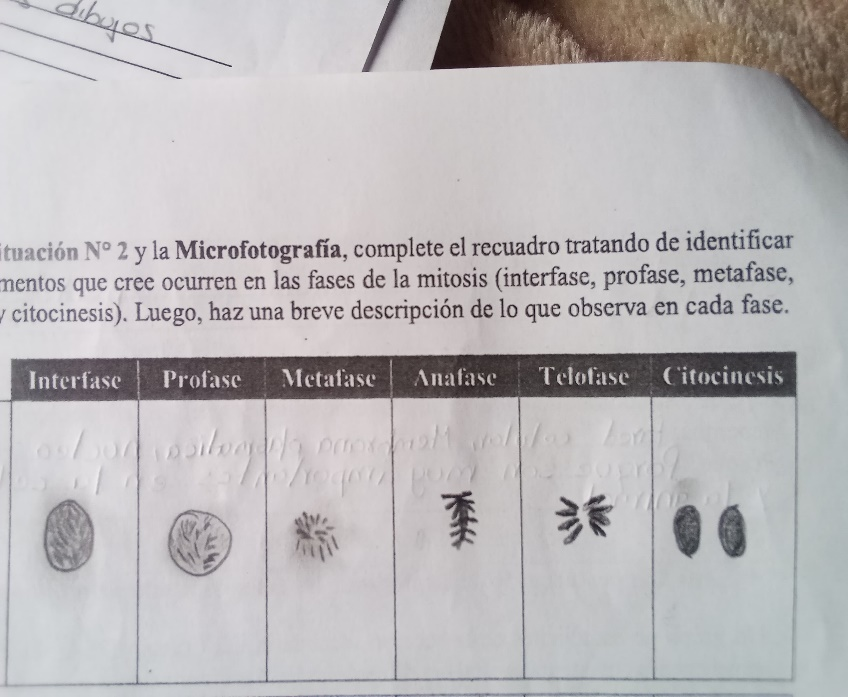 dibujos
ituación N° 2 y la Microfotografía, complete el recuadro tratando de identificar
mentos que cree ocurren en las fases de la mitosis (interfase, profase, metafase,
y citocinesis). Luego, haz una breve descripción de lo que observa en cada fase.
Interfase Profase Metafase Anafase Telofase Citocinesis